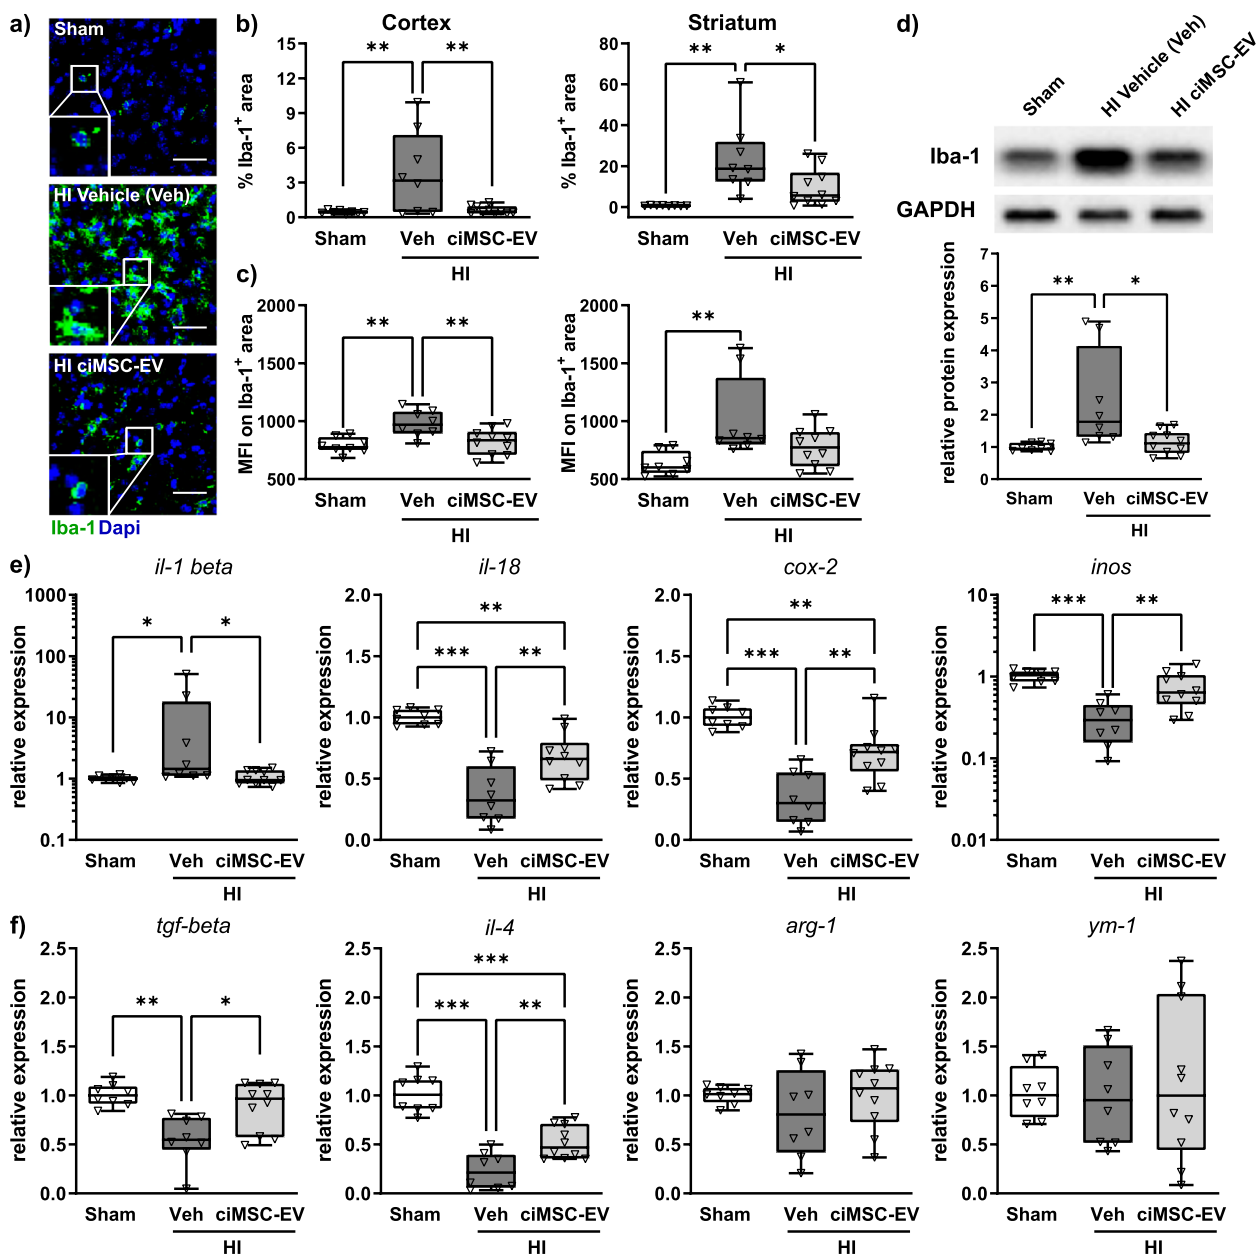 a)
Sham
HI Vehicle (Veh)
HI ciMSC-EV
Iba-1 Dapi
b)
Cortex
% Iba-1+ area
15
12
9
6
3
0
** **
Sham Veh ciMSC-EV
HI
Striatum
% Iba-1+ area
80
60
40
20
0
** *
Sham Veh ciMSC-EV
HI
c)
MFI on Iba-1+ area
2000
1500
1000
500
** **
Sham Veh ciMSC-EV
HI
MFI on Iba-1+ area
2000
1500
1000
500
**
Sham Veh ciMSC-EV
HI
d)
Sham
HI Vehicle (Veh)
HI ciMSC-EV
Iba-1
GAPDH
relative protein expression
7
6
5
4
3
2
1
0
** *
Sham Veh ciMSC-EV
HI
e)
il-1 beta
relative expression
1000
100
10
1
0.1
* *
Sham Veh ciMSC-EV
HI
il-18
relative expression
2.0
1.5
1.0
0.5
0.0
**
*** **
Sham Veh ciMSC-EV
HI
cox-2
relative expression
2.0
1.5
1.0
0.5
0.0
**
*** **
Sham Veh ciMSC-EV
HI
inos
relative expression
10
1
0.1
0.01
*** **
Sham Veh ciMSC-EV
HI
f)
tgf-beta
relative expression
2.5
2.0
1.5
1.0
0.5
0.0
** *
Sham Veh ciMSC-EV
HI
il-4
relative expression
2.5
2.0
1.5
1.0
0.5
0.0
***
*** **
Sham Veh ciMSC-EV
HI
arg-1
relative expression
2.5
2.0
1.5
1.0
0.5
0.0
Sham Veh ciMSC-EV
HI
ym-1
relative expression
2.5
2.0
1.5
1.0
0.5
0.0
Sham Veh ciMSC-EV
HI